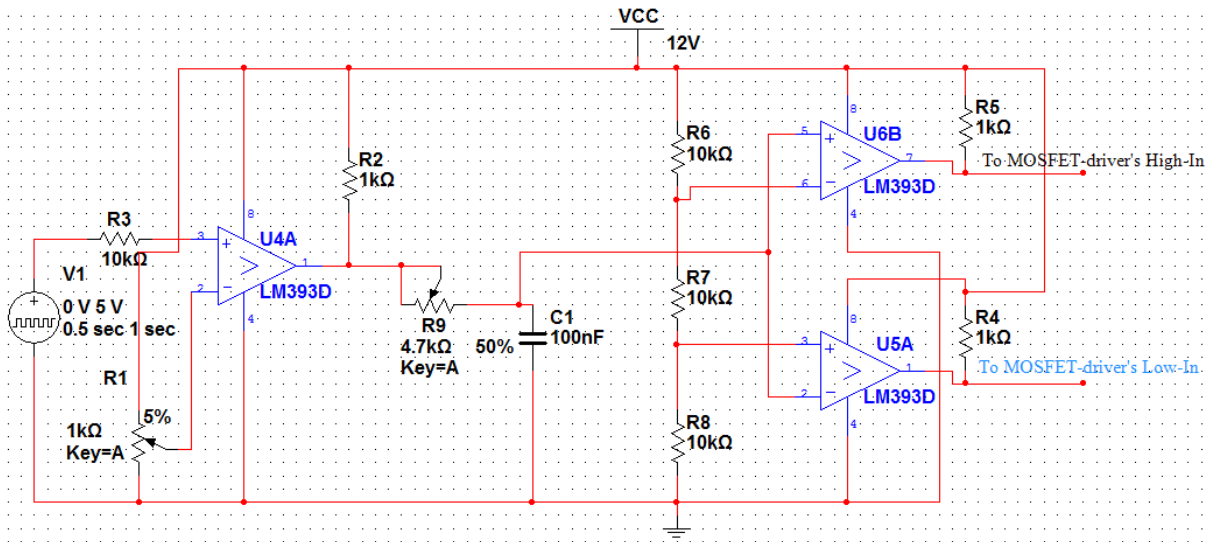 VCC
12V
R3
10kΩ
V1
0 V 5 V
0.5 sec 1 sec
R1
5%
1kΩ
Key=A
R2
1kΩ
8
3
2
U4A
1
LM393D
4
R9
4.7kΩ
Key=A
50%
C1
100nF
R6
10kΩ
R7
10kΩ
R8
10kΩ
8
5
6
U6B
7
LM393D
4
R5
1kΩ
To MOSFET-driver's High-In
8
3
2
U5A
1
LM393D
4
R4
1kΩ
To MOSFET-driver's Low-In